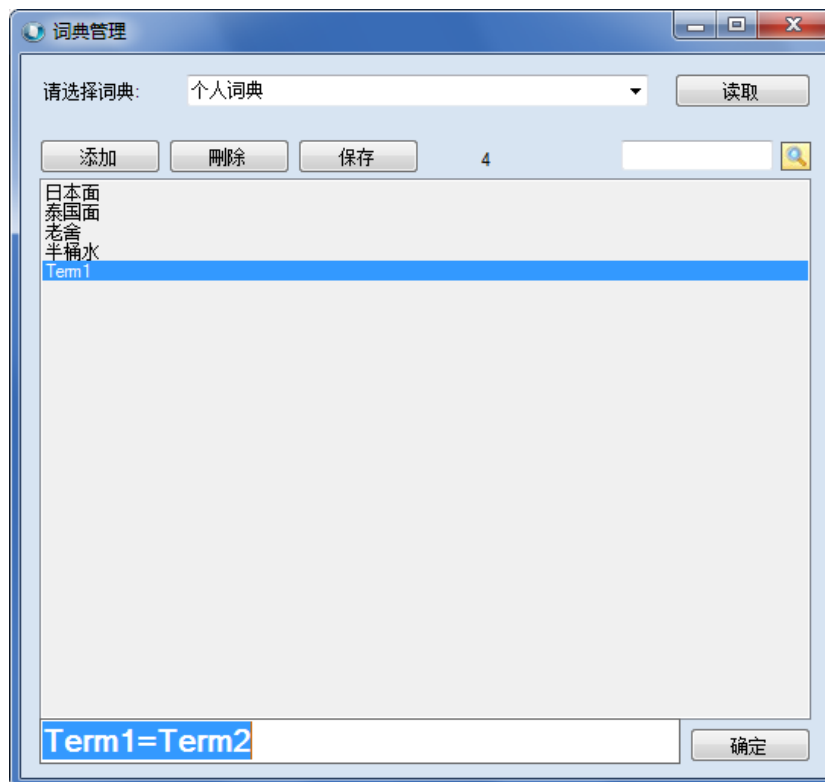 词典管理
请选择词典: 个人词典 读取
添加 删除 保存 4
日本面
泰国面
老舍
半桶水
Term1
Term1=Term2 确定